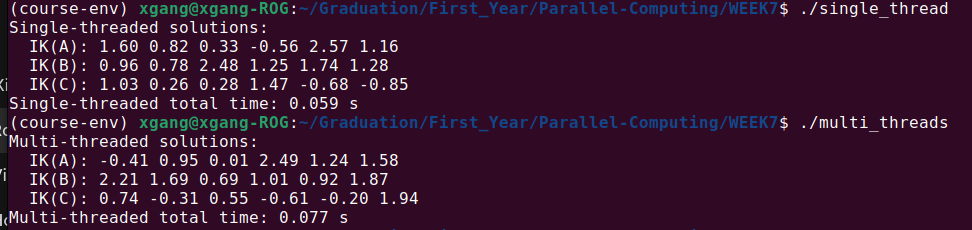 (course-env) xgang@xgang-ROG:~/Graduation/First_Year/Parallel-Computing/WEEK7$ ./single_thread
Single-threaded solutions:
  IK(A): 1.60 0.82 0.33 -0.56 2.57 1.16
  IK(B): 0.96 0.78 2.48 1.25 1.74 1.28
  IK(C): 1.03 0.26 0.28 1.47 -0.68 -0.85
Single-threaded total time: 0.059 s
(course-env) xgang@xgang-ROG:~/Graduation/First_Year/Parallel-Computing/WEEK7$ ./multi_threads
Multi-threaded solutions:
  IK(A): -0.41 0.95 0.01 2.49 1.24 1.58
  IK(B): 2.21 1.69 0.69 1.01 0.92 1.87
  IK(C): 0.74 -0.31 0.55 -0.61 -0.20 1.94
Multi-threaded total time: 0.077 s